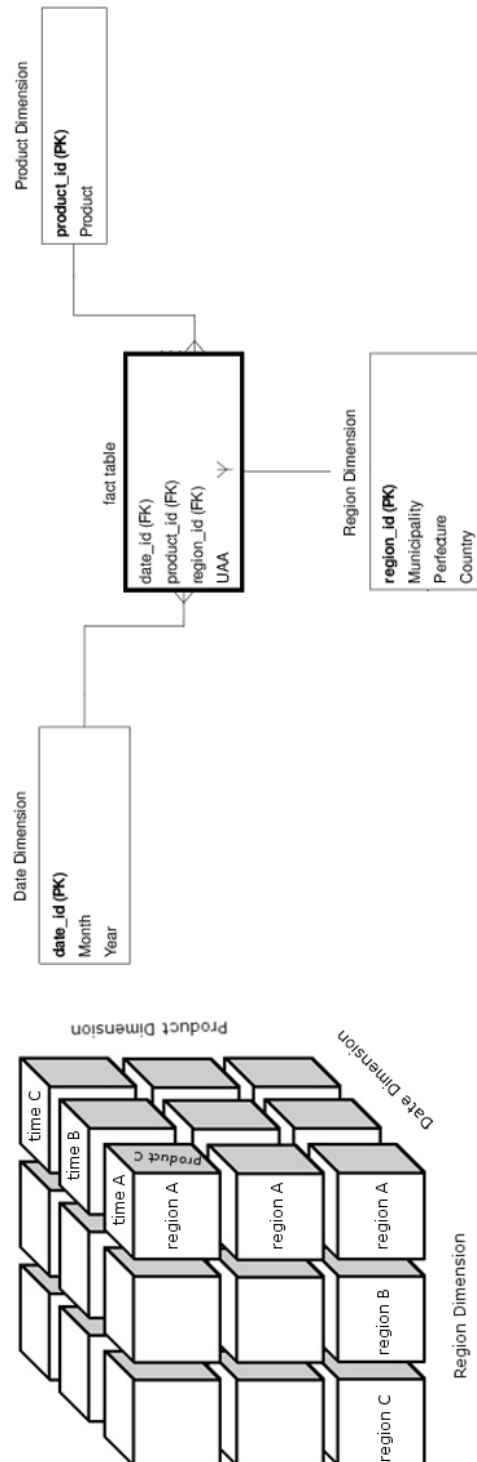 Product Dimension
product_id (PK)
Product
fact table
date_id (FK)
product_id (FK)
region_id (FK)
UAA
Region Dimension
region_id (PK)
Municipality
Perfecture
Country
Date Dimension
date_id (PK)
Month
Year
Product Dimension
Date Dimension
Region Dimension
time C
time B
time A
product C
region A
region A
region A
region B
region C